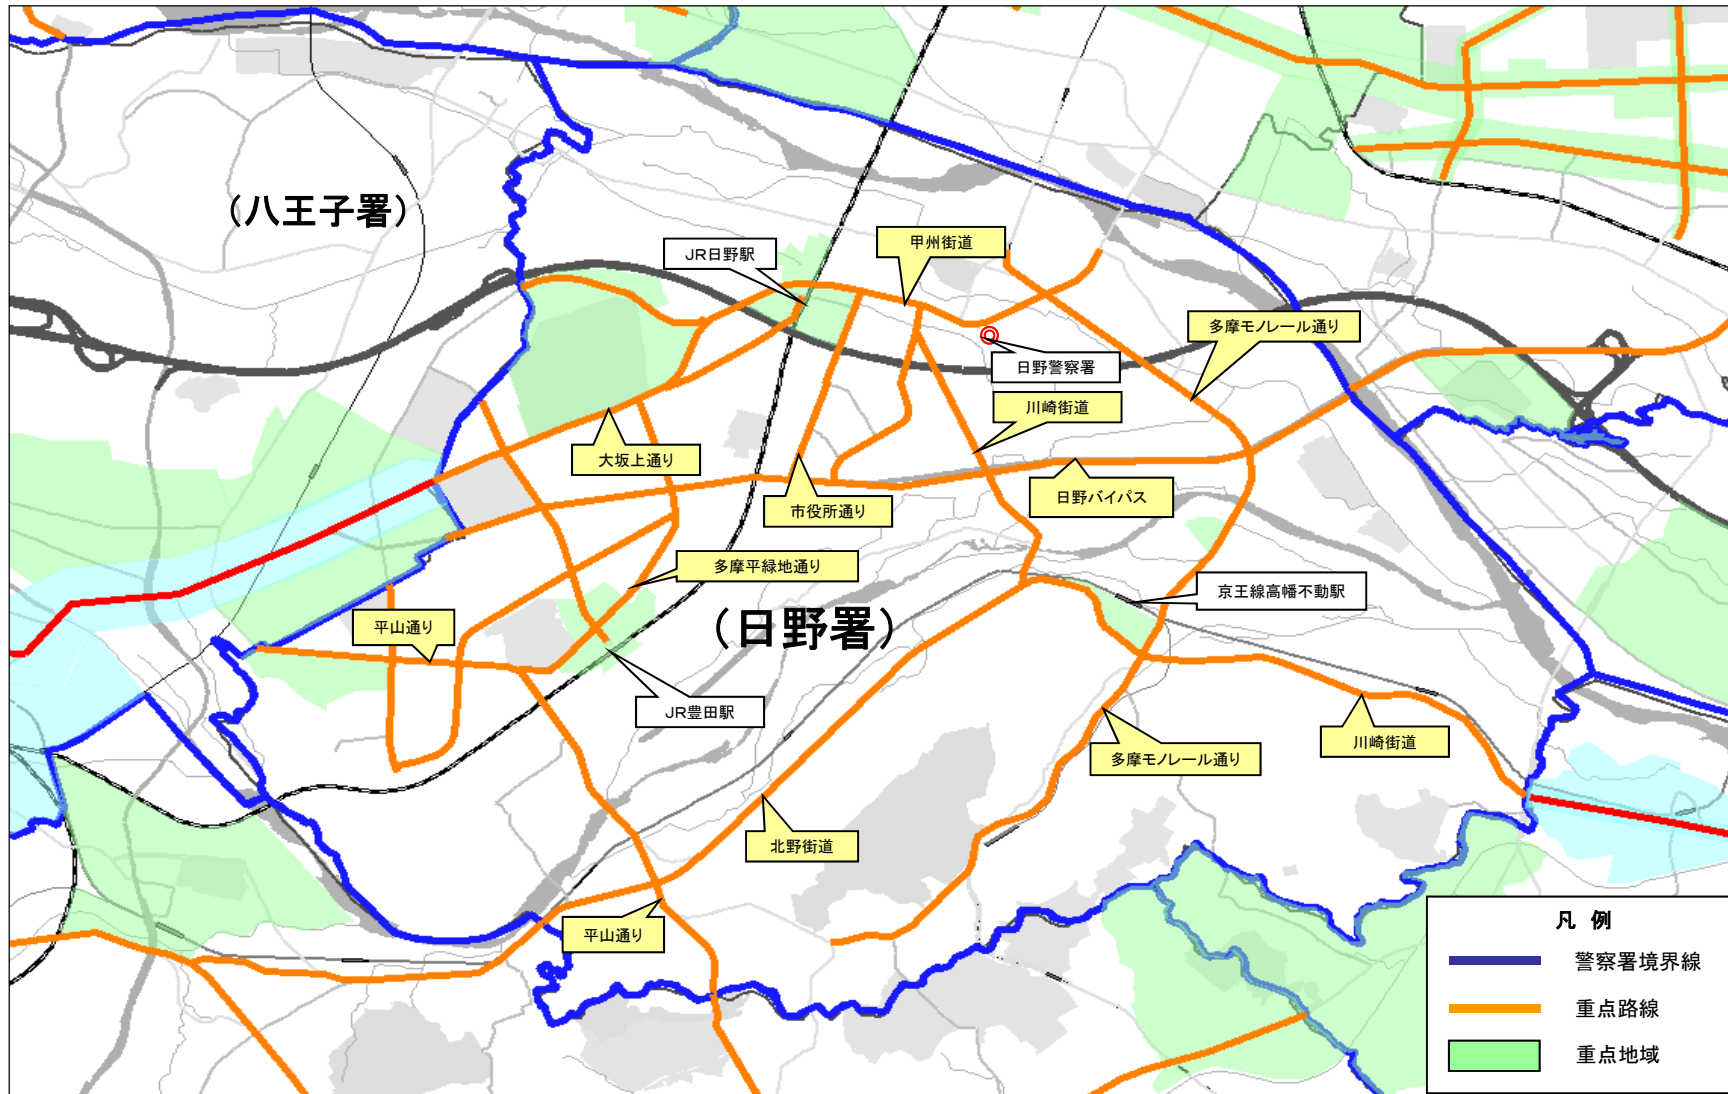 （八王子署）
JR日野駅
甲州街道
多摩モノレール通り
日野警察署
川崎街道
大坂上通り
市役所通り
日野バイパス
多摩平緑地通り
京王線高幡不動駅
平山通り
（日野署）
JR豊田駅
多摩モノレール通り
川崎街道
北野街道
平山通り
凡 例
警察署境界線
重点路線
重点地域